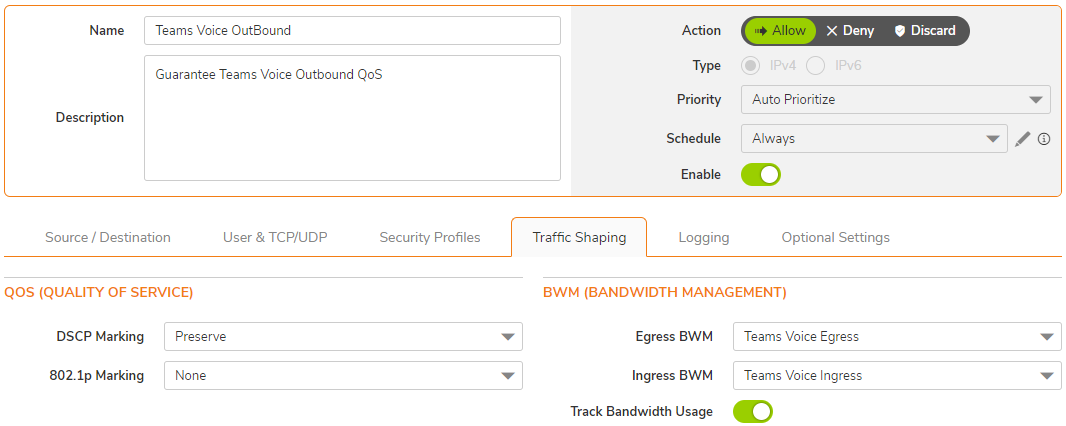 Name Teams Voice OutBound
Description Guarantee Teams Voice Outbound QoS
Action Allow Deny Discard
Type IPv4 IPv6
Priority Auto Prioritize
Schedule Always
Enable
Source / Destination User & TCP/UDP Security Profiles Traffic Shaping Logging Optional Settings
QOS (QUALITY OF SERVICE)
DSCP Marking Preserve
802.1p Marking None
BWM (BANDWIDTH MANAGEMENT)
Egress BWM Teams Voice Egress
Ingress BWM Teams Voice Ingress
Track Bandwidth Usage